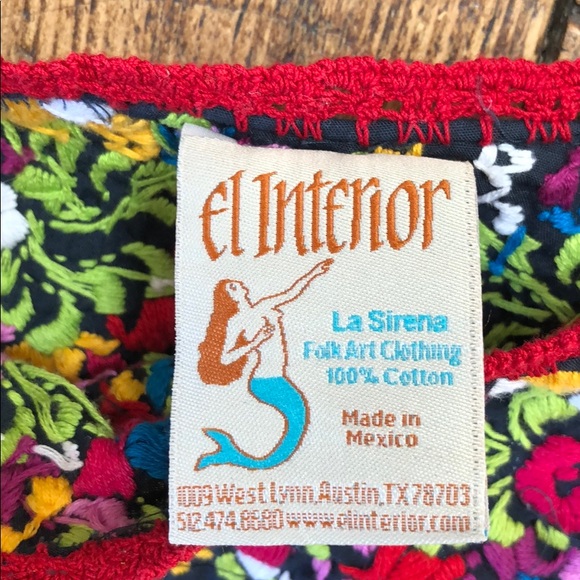 el Interior
La Sirena
Folk Art Clothing
100% Cotton
Made in
Mexico
1009 West Lynn, Austin, TX 78703
512.474.8680 www.elinterior.com